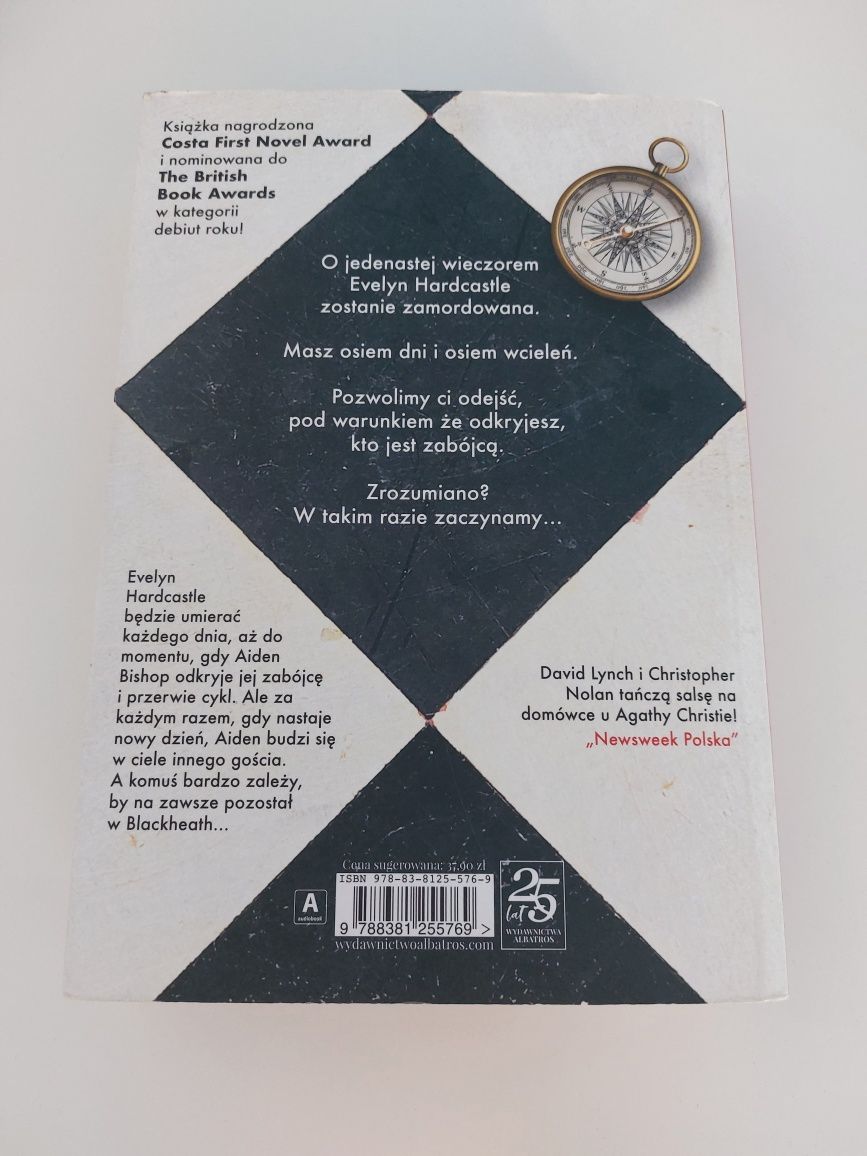 Książka nagrodzona
Costa First Novel Award
i nominowana do
The British
Book Awards
w kategorii
debiut roku!
O jedenastej wieczorem
Evelyn Hardcastle
zostanie zamordowana.
Masz osiem dni i osiem wcieleń.
Pozwolimy ci odejść,
pod warunkiem że odkryjesz,
kto jest zabójcą.
Zrozumiano?
W takim razie zaczynamy...
Evelyn
Hardcastle
będzie umierać
każdego dnia, aż do
momentu, gdy Aiden
Bishop odkryje jej zabójcę
i przerwie cykl. Ale za
każdym razem, gdy nastaje
nowy dzień, Aiden budzi się
w ciele innego gościa.
A komuś bardzo zależy,
by na zawsze pozostał
w Blackheath...
David Lynch i Christopher
Nolan tańczą salsę na
domówce u Agathy Christie!
„Newsweek Polska”
Cena sugerowana: 37,90 zł
ISBN 978-83-8125-576-9
9 788381 255769 >
wydawnictwoalbatros.com
A
audiobook
25
lat
WYDAWNICTWA
ALBATROS